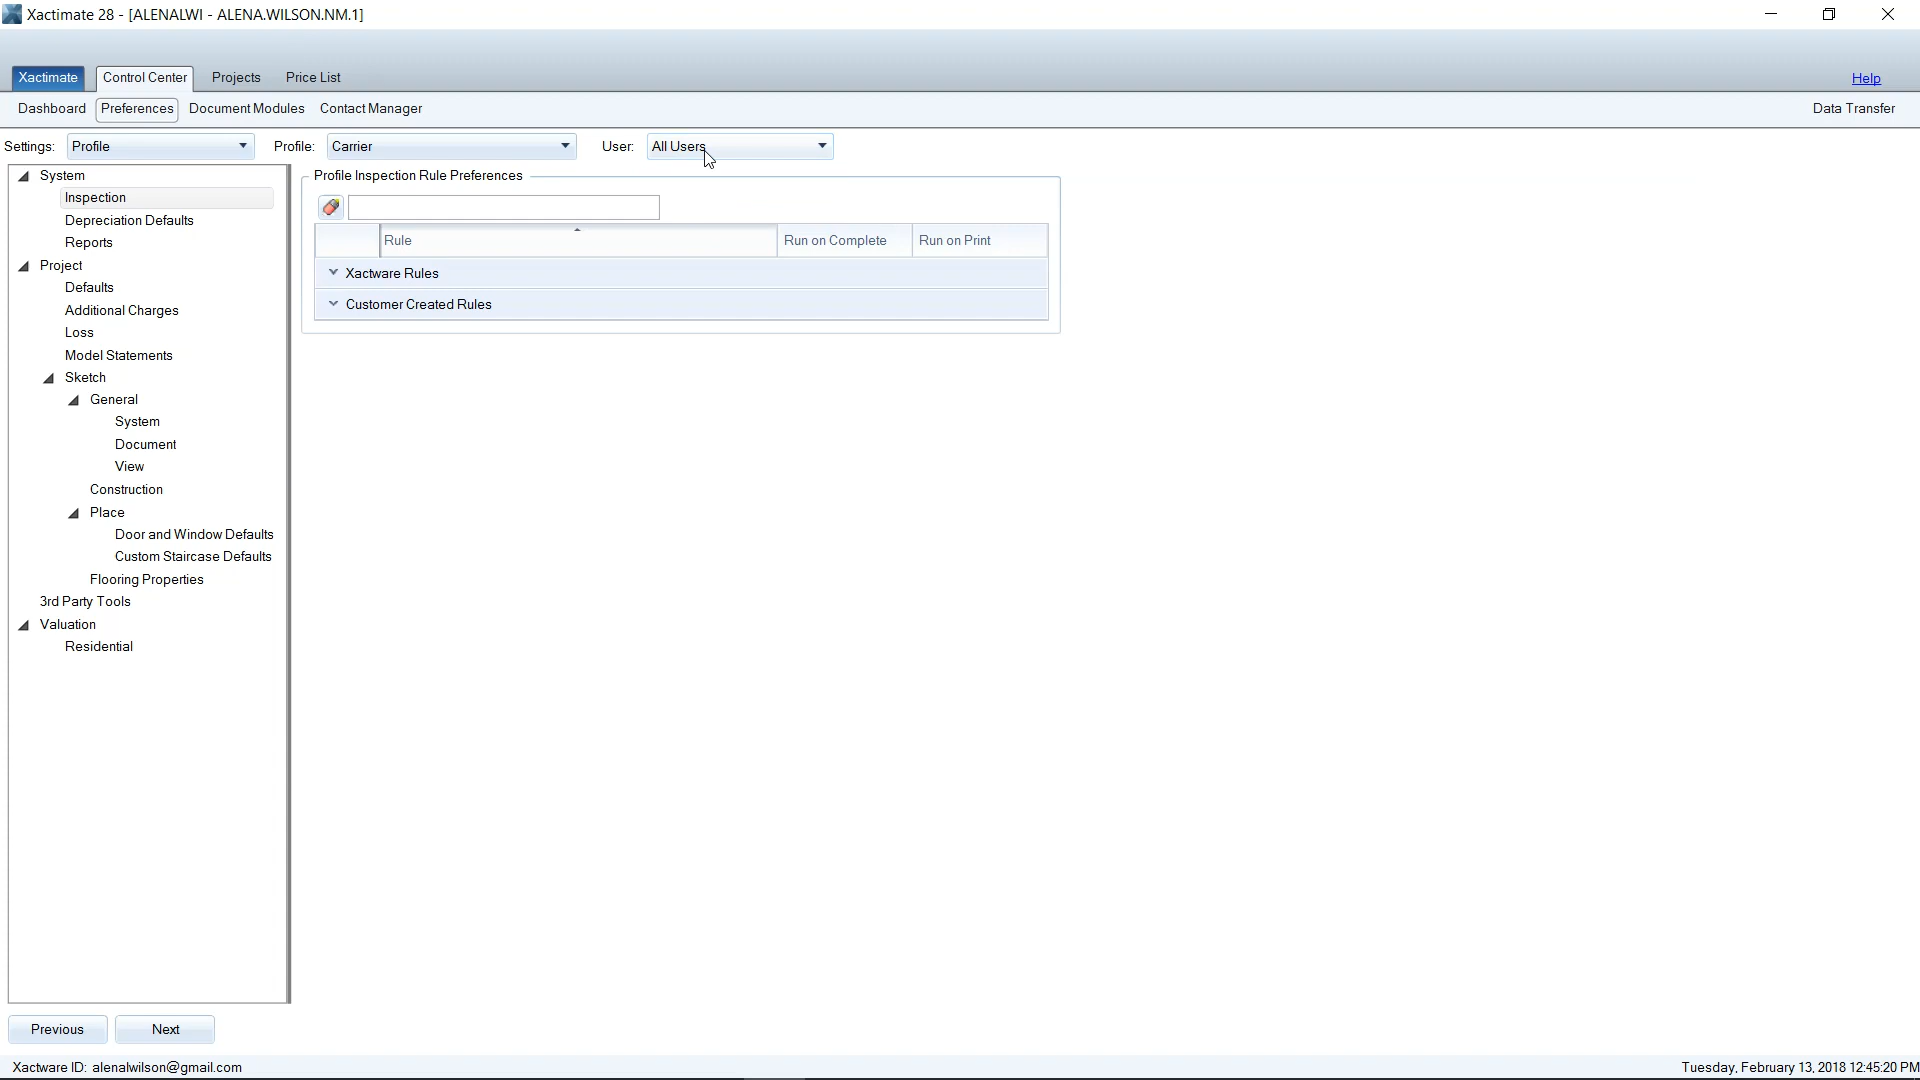 Xactimate 28 - [ALENALWI - ALENA.WILSON.NM.1]
Xactimate Control Center Projects Price List Help
Dashboard Preferences Document Modules Contact Manager Data Transfer
Settings: Profile Profile: Carrier User: All Users
System
Inspection
Depreciation Defaults
Reports
Project
Defaults
Additional Charges
Loss
Model Statements
Sketch
General
System
Document
View
Construction
Place
Door and Window Defaults
Custom Staircase Defaults
Flooring Properties
3rd Party Tools
Valuation
Residential
Profile Inspection Rule Preferences
Rule Run on Complete Run on Print
Xactware Rules
Customer Created Rules
Previous Next
Xactware ID: alenalwilson@gmail.com Tuesday, February 13, 2018 12:45:20 PM